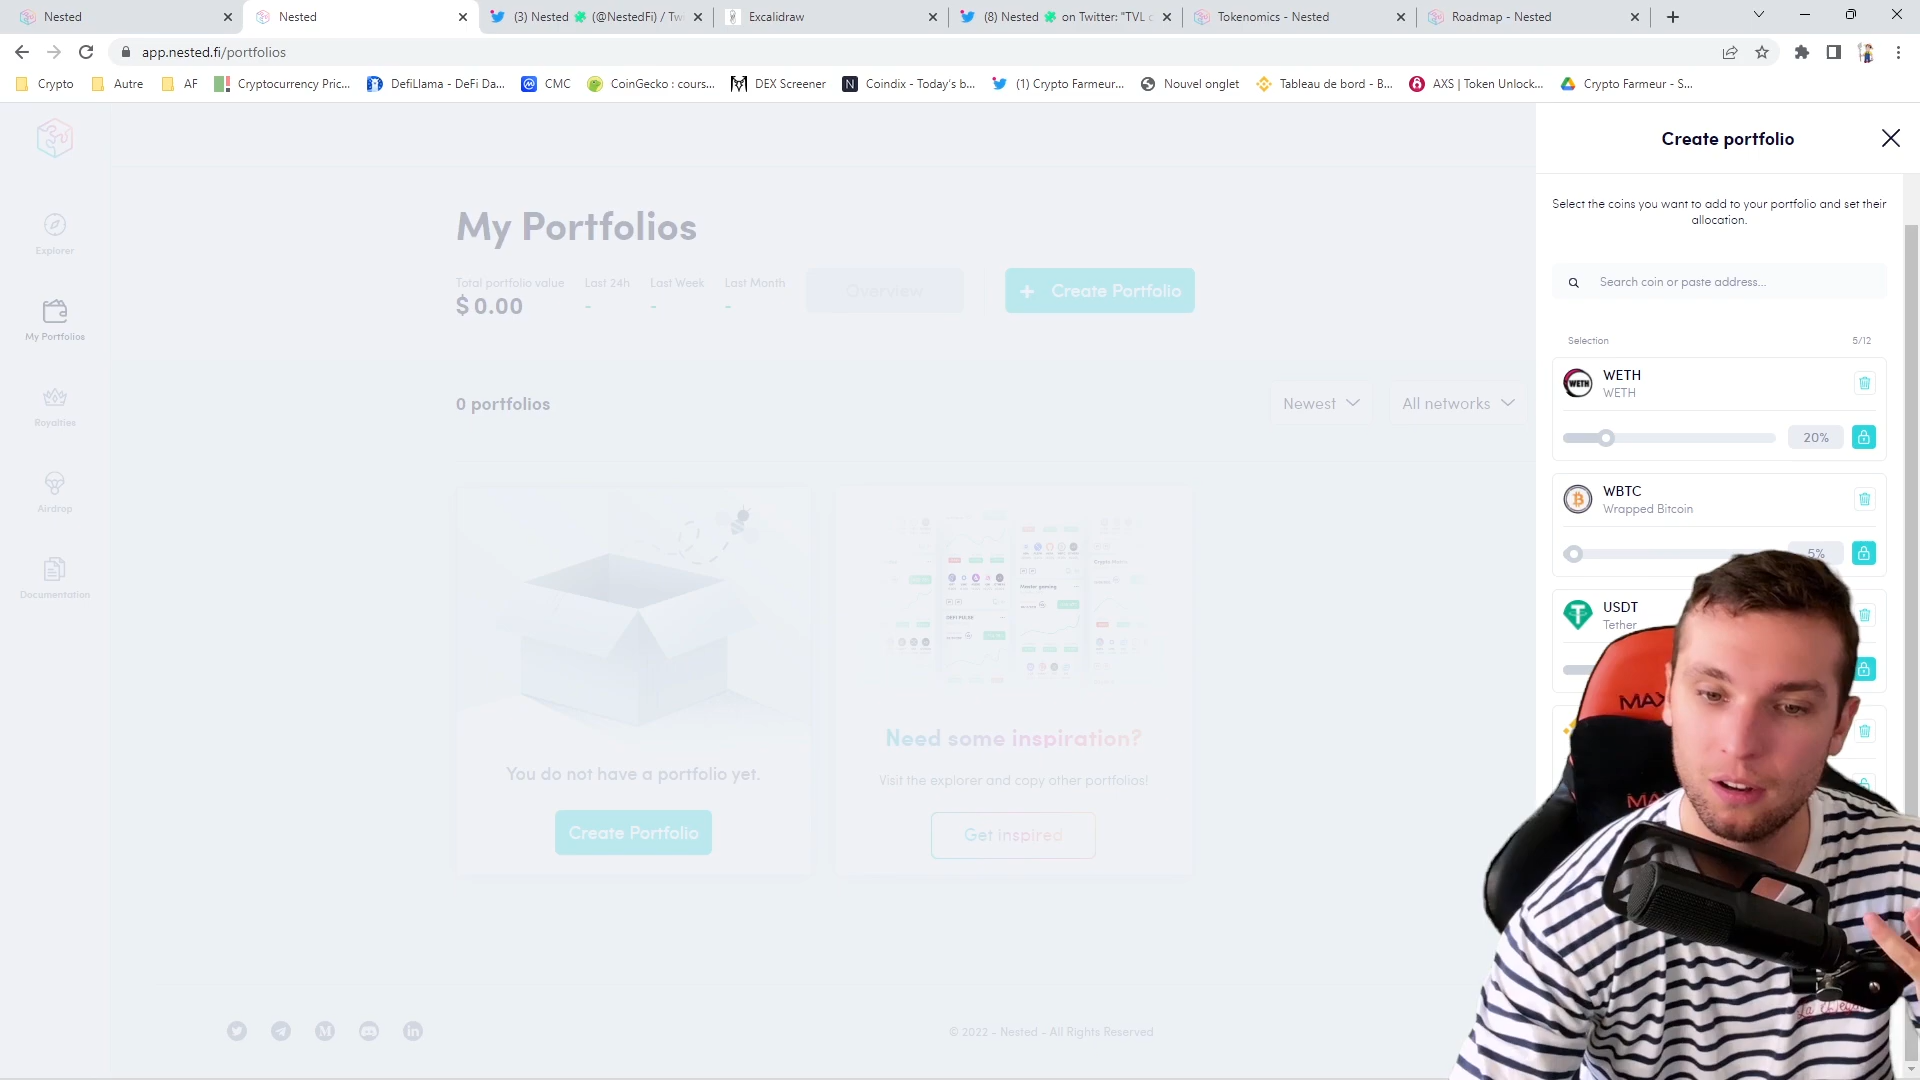 Nested
Nested
(3) Nested (@NestedFi) / Tw
Excalidraw
(8) Nested on Twitter: "TVL
Tokenomics - Nested
Roadmap - Nested
app.nested.fi/portfolios
Crypto
Autre
AF
Cryptocurrency Pric...
DefiLlama - DeFi Da...
CMC
CoinGecko : cours...
DEX Screener
Coindix - Today's b...
(1) Crypto Farmeur...
Nouvel onglet
Tableau de bord - B...
AXS | Token Unlock...
Crypto Farmeur - S...
Explorer
My Portfolios
Royalties
Airdrop
Documentation
My Portfolios
Total portfolio value
$ 0.00
Last 24h
-
Last Week
-
Last Month
-
Overview
+ Create Portfolio
0 portfolios
Newest
All networks
You do not have a portfolio yet.
Create Portfolio
Need some inspiration?
Visit the explorer and copy other portfolios!
Get inspired
© 2022 - Nested - All Rights Reserved
Create portfolio
Select the coins you want to add to your portfolio and set their
allocation.
Search coin or paste address...
Selection
5/12
WETH
WETH
WETH
20%
WBTC
Wrapped Bitcoin
5%
USDT
Tether
MAX
MAX